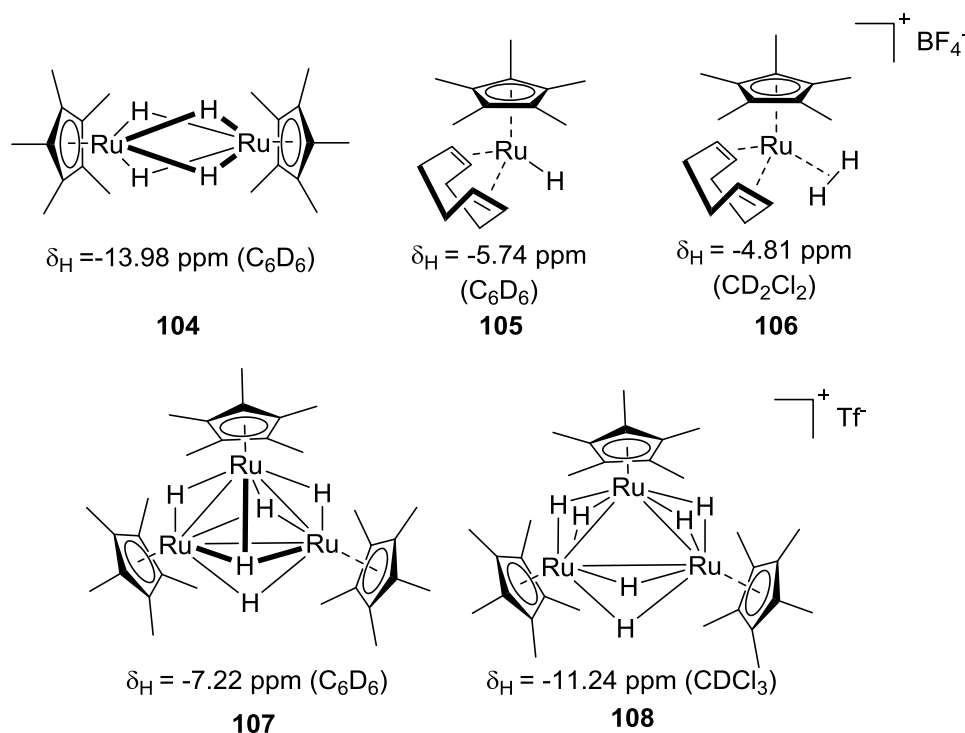 H H
Ru Ru
H H
δH =-13.98 ppm (C6D6)
104
Ru
H
δH = -5.74 ppm
(C6D6)
105
+ BF4-
Ru
H
H
δH = -4.81 ppm
(CD2Cl2)
106
Ru
H H H
Ru Ru
H
H
δH = -7.22 ppm (C6D6)
107
+ Tf-
Ru
H H H H
Ru Ru
H
H
δH = -11.24 ppm (CDCl3)
108